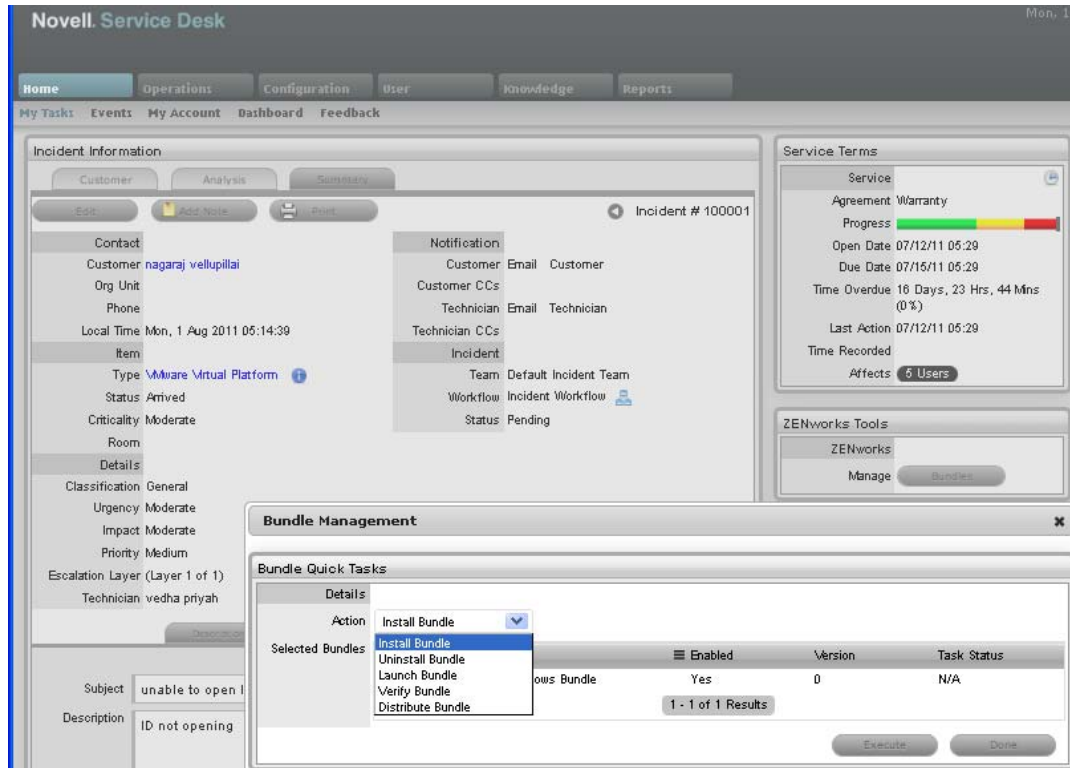 Novell. Service Desk
Mon, 1
Home Operations Configuration User Knowledge Reports
My Tasks Events My Account Dashboard Feedback
Incident Information
Customer Analysis Summary
Edit Add Note Print Incident # 100001
Contact
Customer nagaraj vellupillai
Org Unit
Phone
Local Time Mon, 1 Aug 2011 05:14:39
Item
Type VMware Virtual Platform
Status Arrived
Criticality Moderate
Room
Details
Classification General
Urgency Moderate
Impact Moderate
Priority Medium
Escalation Layer (Layer 1 of 1)
Technician vedha priyah
Description
Subject unable to open
Description ID not opening
Notification
Customer Email Customer
Customer CCs
Technician Email Technician
Technician CCs
Incident
Team Default Incident Team
Workflow Incident Workflow
Status Pending
Service Terms
Service
Agreement Warranty
Progress
Open Date 07/12/11 05:29
Due Date 07/15/11 05:29
Time Overdue 16 Days, 23 Hrs, 44 Mins
(0%)
Last Action 07/12/11 05:29
Time Recorded
Affects 5 Users
ZENworks Tools
ZENworks
Manage Bundles
Bundle Management
Bundle Quick Tasks
Details
Action Install Bundle
Selected Bundles
Install Bundle
Uninstall Bundle
Launch Bundle
Verify Bundle
Distribute Bundle
Enabled Version Task Status
ows Bundle Yes 0 N/A
1 - 1 of 1 Results
Execute Done